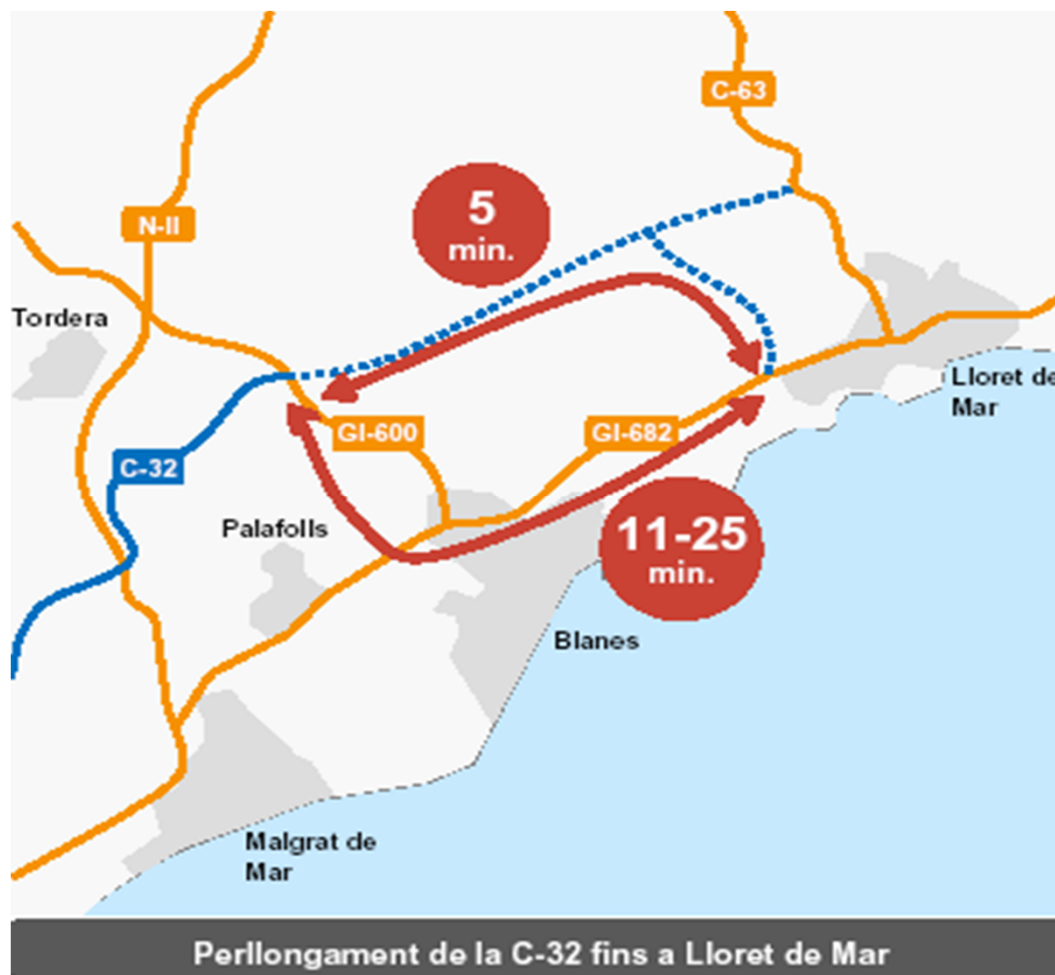 C-63
5
min.
N-II
Tordera
Lloret de
Mar
GI-600
GI-682
C-32
Palafolls
11-25
min.
Blanes
Malgrat de
Mar
Perllongament de la C-32 fins a Lloret de Mar